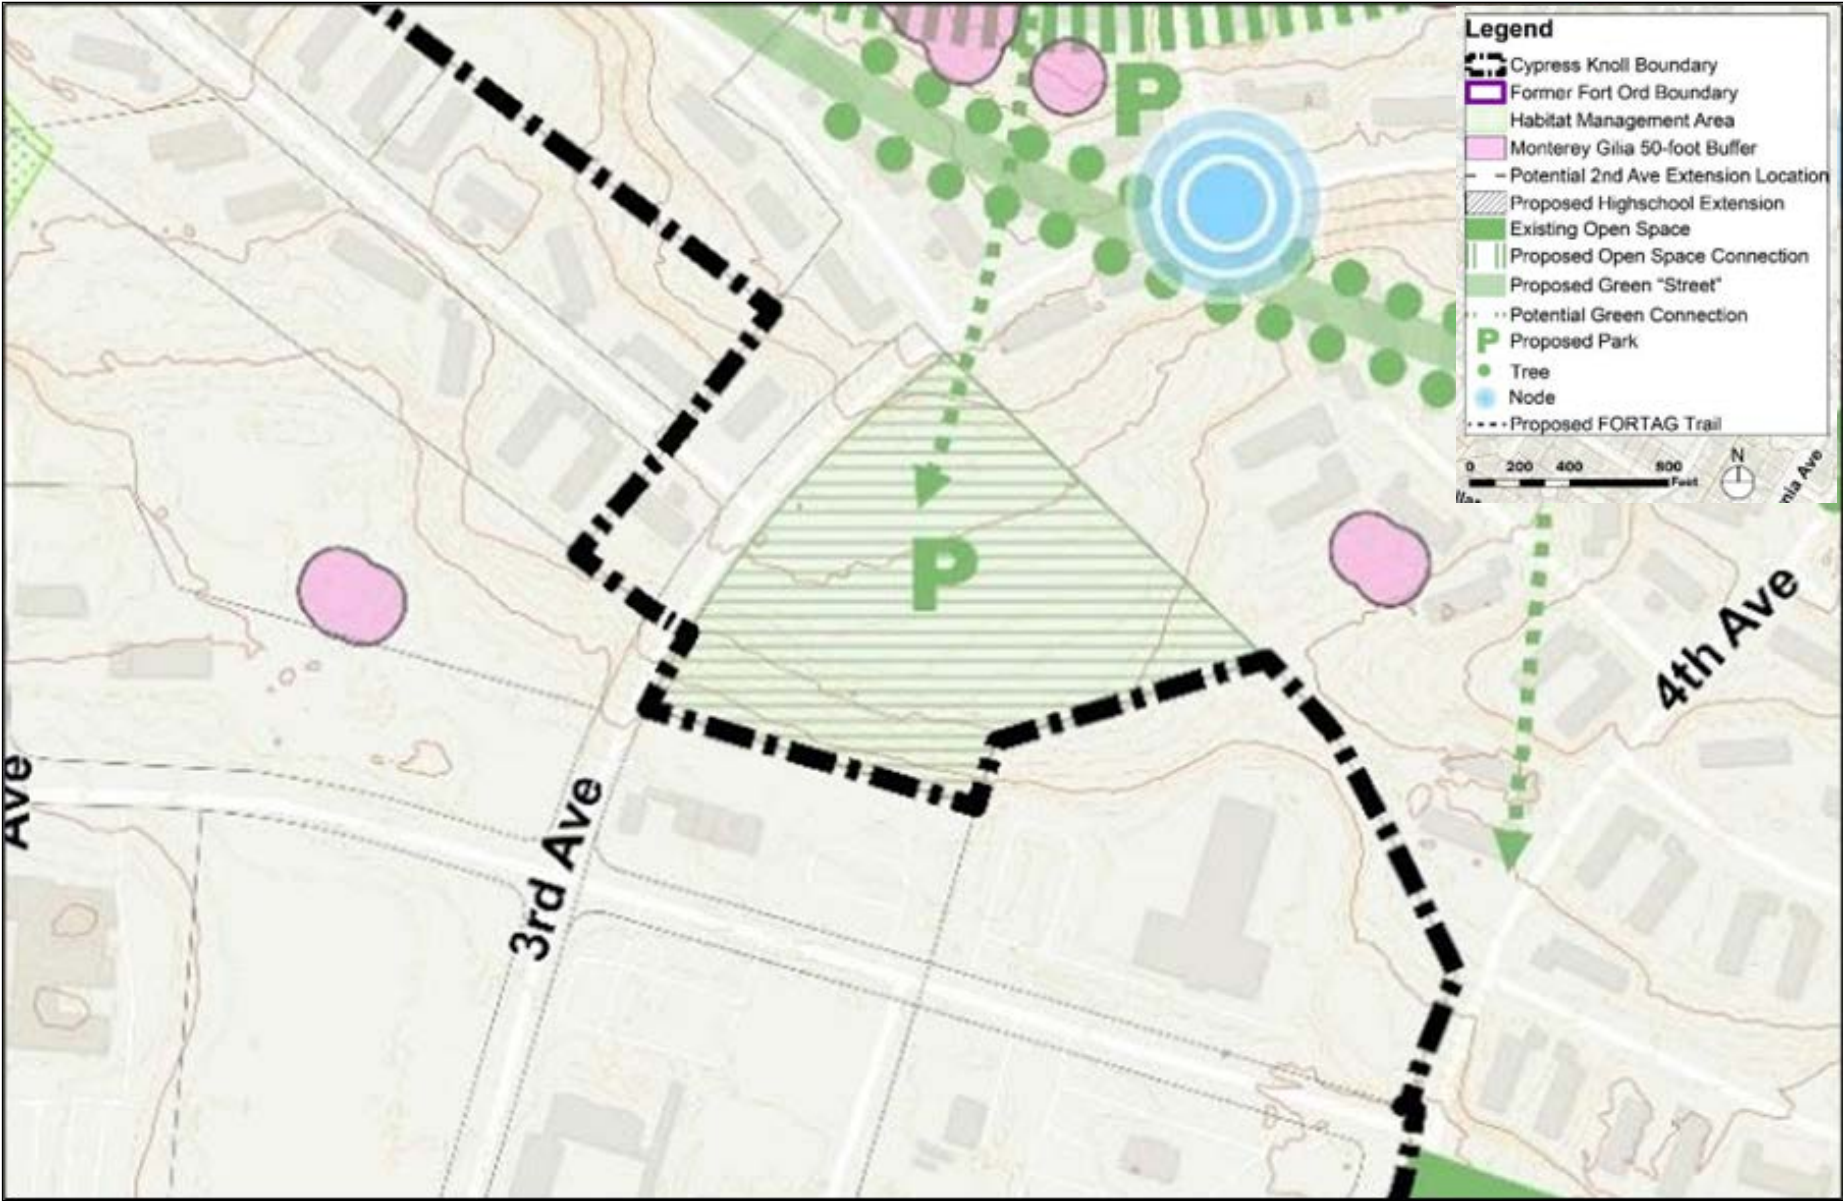 P
Legend
Cypress Knoll Boundary
Former Fort Ord Boundary
Habitat Management Area
Monterey Gilia 50-foot Buffer
Potential 2nd Ave Extension Location
Proposed Highschool Extension
Existing Open Space
Proposed Open Space Connection
Proposed Green "Street"
Potential Green Connection
P Proposed Park
Tree
Node
Proposed FORTAG Trail
0 200 400 800
Feet
N
nia Ave
P
4th Ave
Ave
3rd Ave